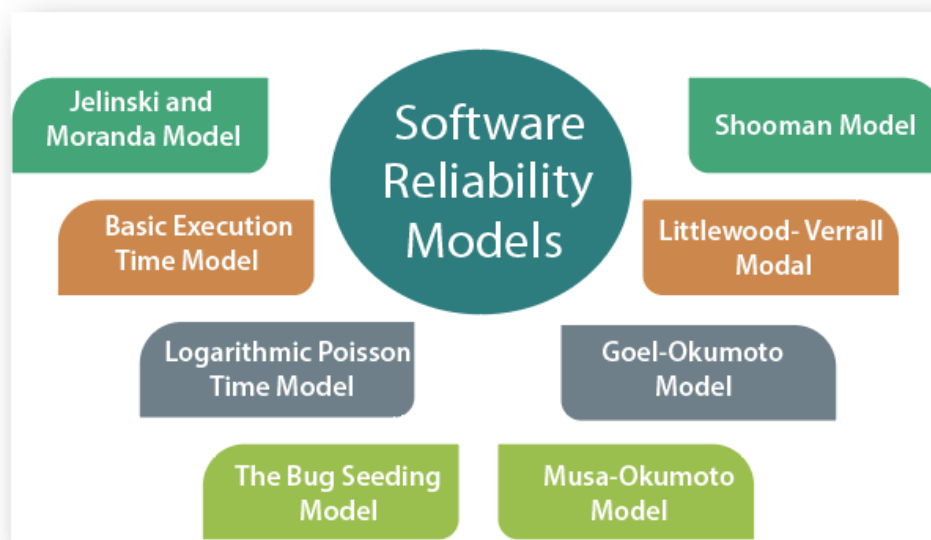 Software
Reliability
Models
Jelinski and
Moranda Model
Shooman Model
Basic Execution
Time Model
Littlewood- Verrall
Modal
Logarithmic Poisson
Time Model
Goel-Okumoto
Model
The Bug Seeding
Model
Musa-Okumoto
Model